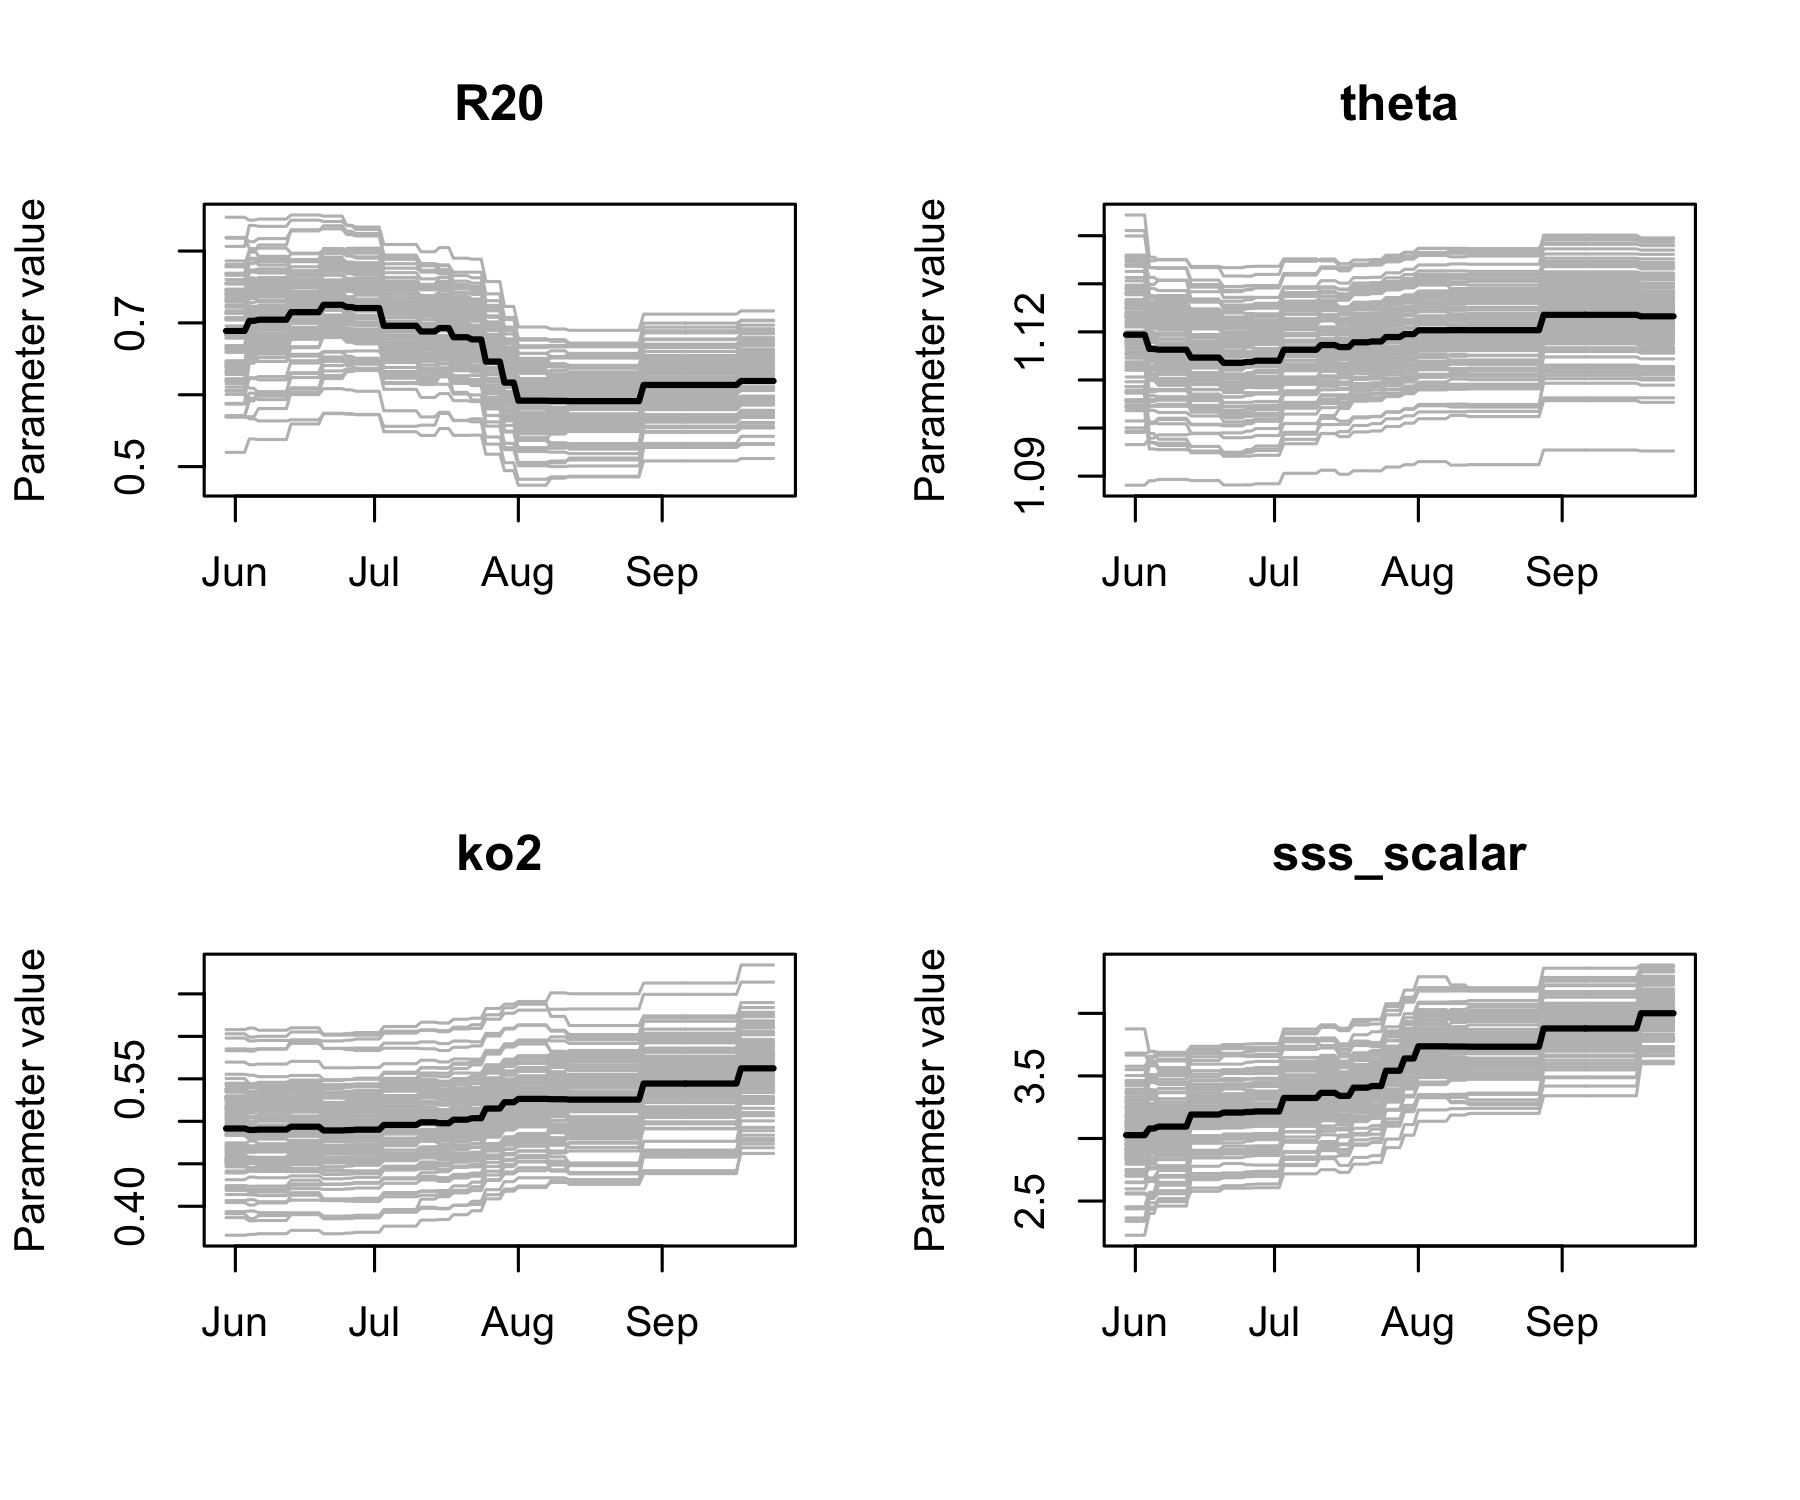 R20
Parameter value
0.7
0.5
Jun Jul Aug Sep
theta
Parameter value
1.12
1.09
Jun Jul Aug Sep
ko2
Parameter value
0.55
0.40
Jun Jul Aug Sep
sss_scalar
Parameter value
3.5
2.5
Jun Jul Aug Sep